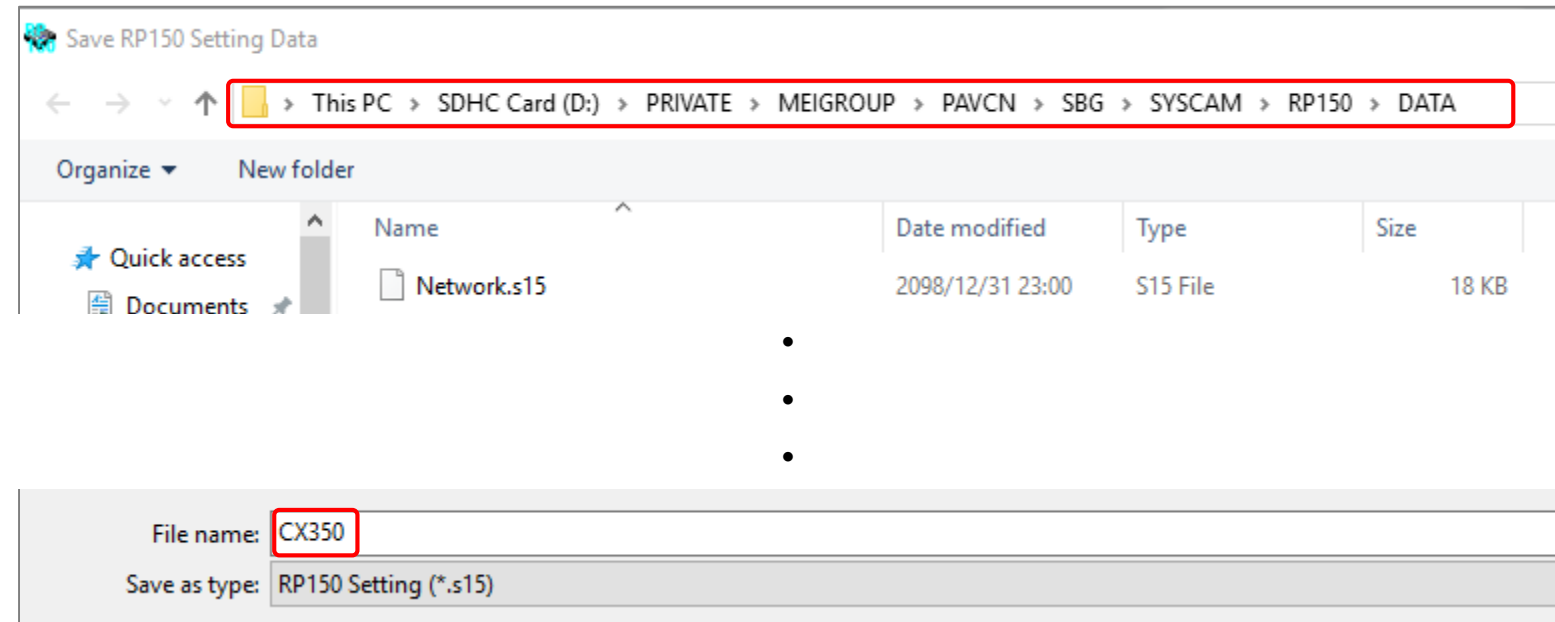 Save RP150 Setting Data
This PC > SDHC Card (D:) > PRIVATE > MEIGROUP > PAVCN > SBG > SYSCAM > RP150 > DATA
Organize New folder
Name Date modified Type Size
Quick access
Network.s15 2098/12/31 23:00 S15 File 18 KB
Documents
File name: CX350
Save as type: RP150 Setting (*.s15)